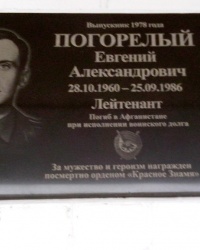 Выпускник 1978 года
ПОГОРЕЛЫЙ
Евгений
Александрович
28.10.1960 – 25.09.1986
Лейтенант
Погиб в Афганистане
при исполнении воинского долга
За мужество и героизм награжден
посмертно орденом «Красное Знамя»